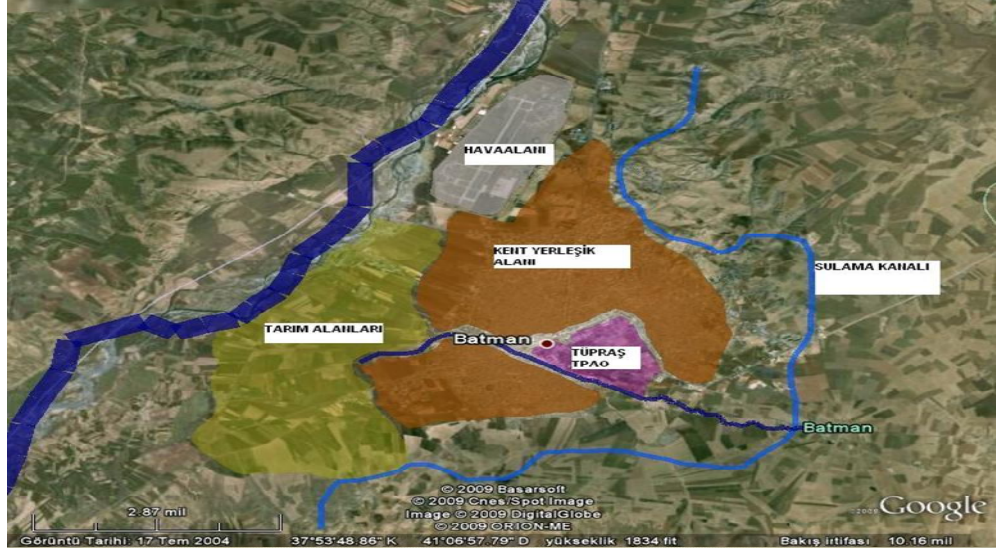 HAVAALANI
KENT YERLEŞİK
ALANI
SULAMA KANALI
TARIM ALANLARI
Batman
TÜPRAŞ
TPAO
Batman
© 2009 Basarsoft
© 2009 Cnes/Spot Image
Image © 2009 DigitalGlobe
© 2009 ORION-ME
© 2009 Google
2.87 mil
Görüntü Tarihi: 17 Tem 2004 37°53'48.86" K 41°06'57.79" D yükseklik 1834 fit Bakış irtifası 10.16 mil